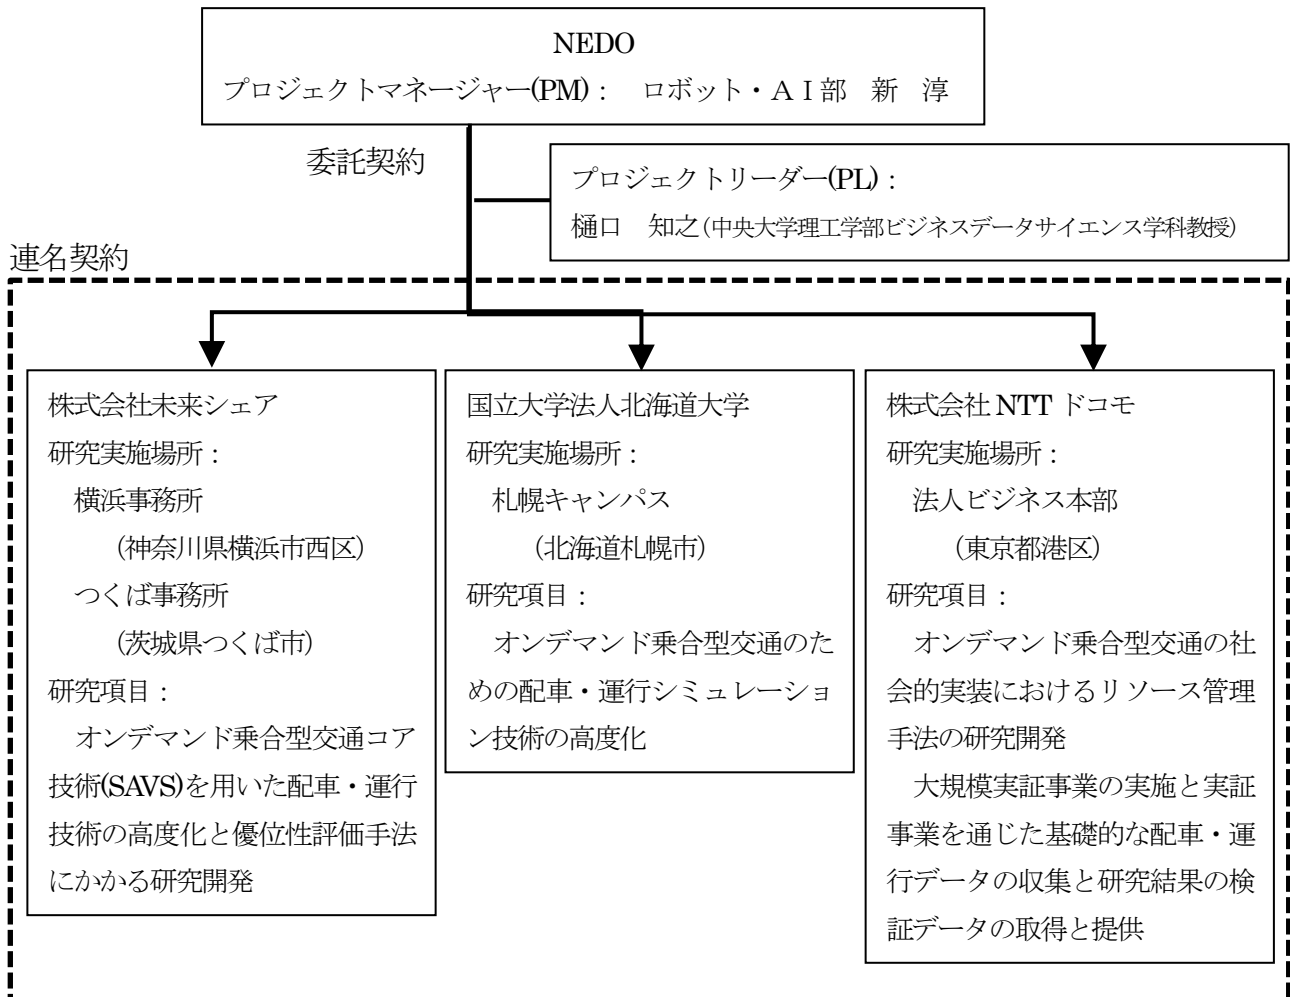 NEDO
プロジェクトマネージャー(PM)： ロボット・ＡＩ部 新 淳
委託契約
プロジェクトリーダー(PL)：
樋口 知之(中央大学理工学部ビジネスデータサイエンス学科教授)
連名契約
株式会社未来シェア
研究実施場所：
横浜事務所
(神奈川県横浜市西区)
つくば事務所
(茨城県つくば市)
研究項目：
オンデマンド乗合型交通コア
技術(SAVS)を用いた配車・運行
技術の高度化と優位性評価手法
にかかる研究開発
国立大学法人北海道大学
研究実施場所：
札幌キャンパス
(北海道札幌市)
研究項目：
オンデマンド乗合型交通のた
めの配車・運行シミュレーショ
ン技術の高度化
株式会社 NTT ドコモ
研究実施場所：
法人ビジネス本部
(東京都港区)
研究項目：
オンデマンド乗合型交通の社
会的実装におけるリソース管理
手法の研究開発
大規模実証事業の実施と実証
事業を通じた基礎的な配車・運
行データの収集と研究結果の検
証データの取得と提供